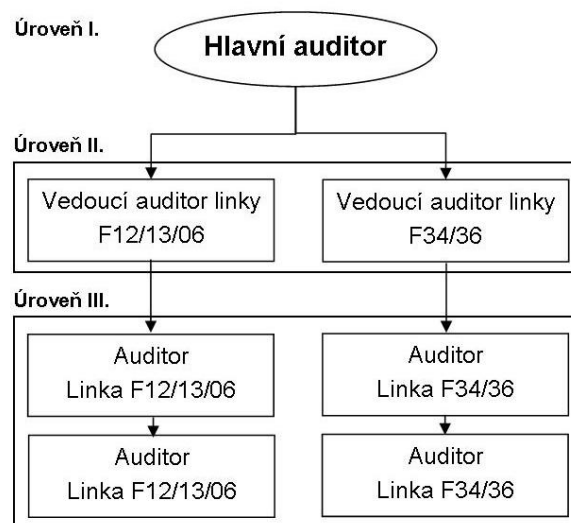 Úroveň I.
Hlavní auditor
Úroveň II.
Vedoucí auditor linky
F12/13/06
Vedoucí auditor linky
F34/36
Úroveň III.
Auditor
Linka F12/13/06
Auditor
Linka F34/36
Auditor
Linka F12/13/06
Auditor
Linka F34/36